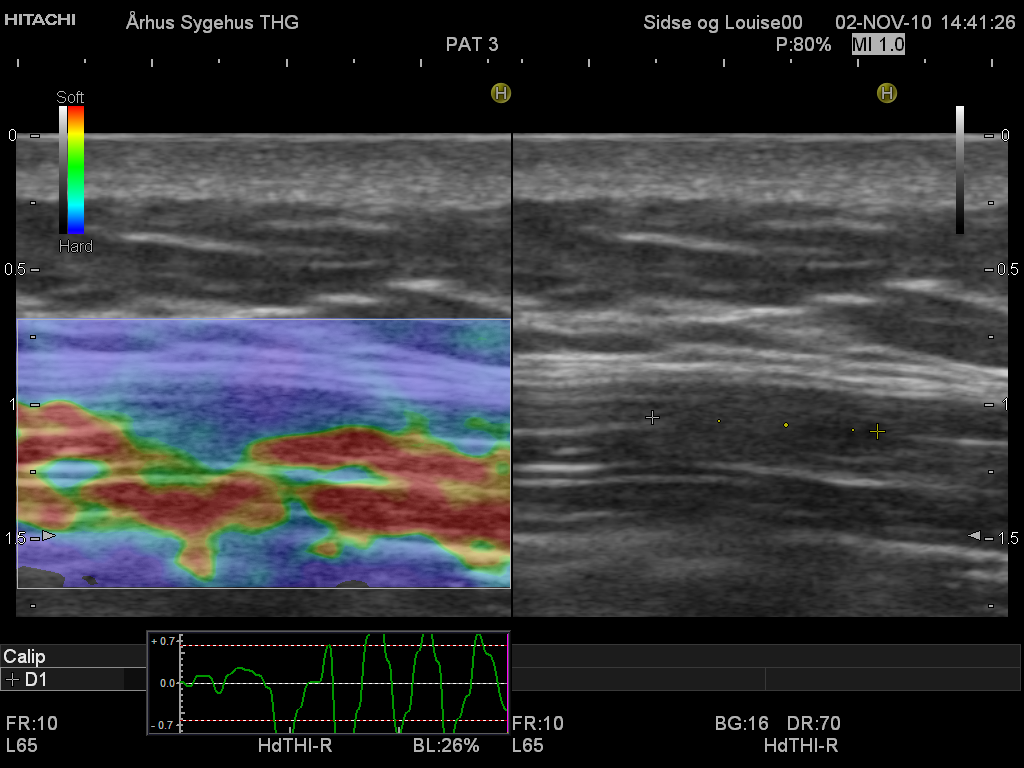 HITACHI Århus Sygehus THG Sidse og Louise00 02-NOV-10 14:41:26
PAT 3 P:80% MI 1.0
H H
Soft
0 0
Hard
0.5 0.5
1 1
1.5 1.5
Calip
+ 0.7
D1
0.0
- 0.7
FR:10 FR:10 BG:16 DR:70
L65 HdTHI-R BL:26% L65 HdTHI-R